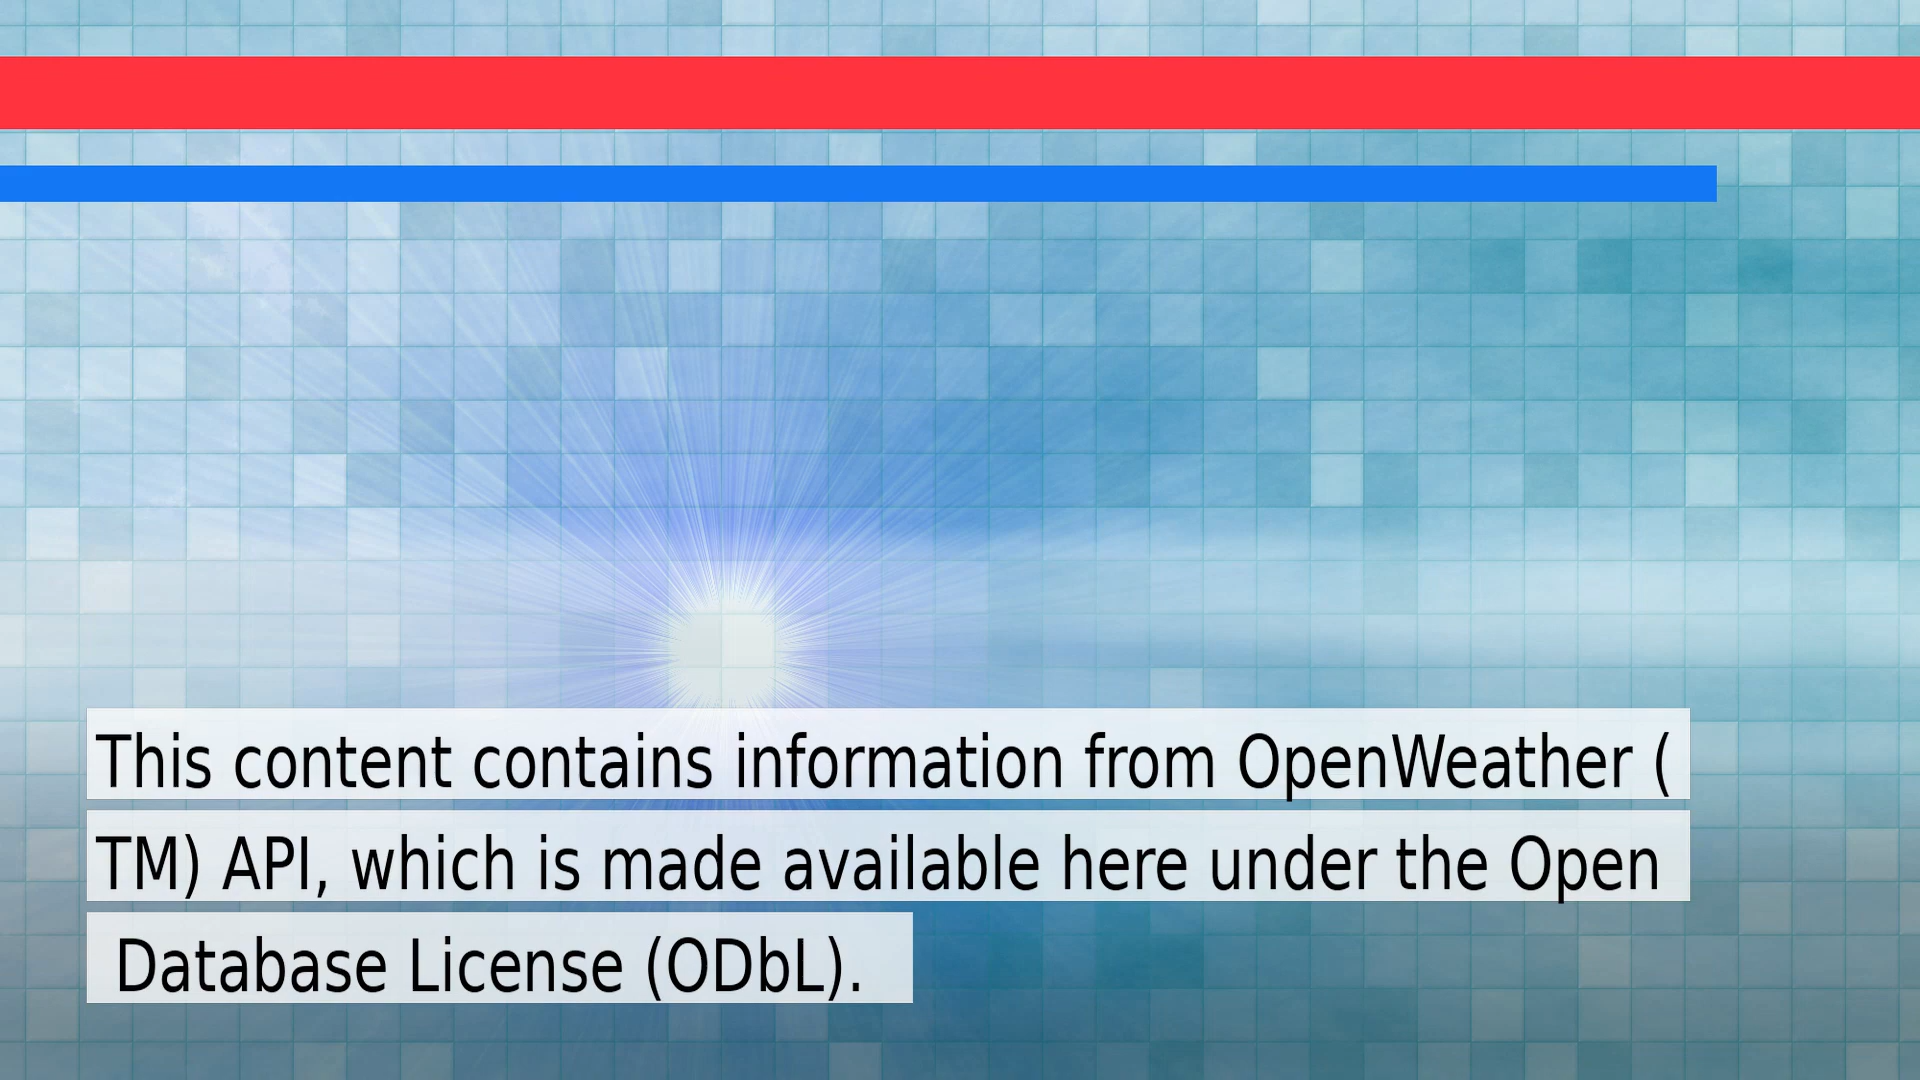 This content contains information from OpenWeather (
TM) API, which is made available here under the Open
Database License (ODbL).